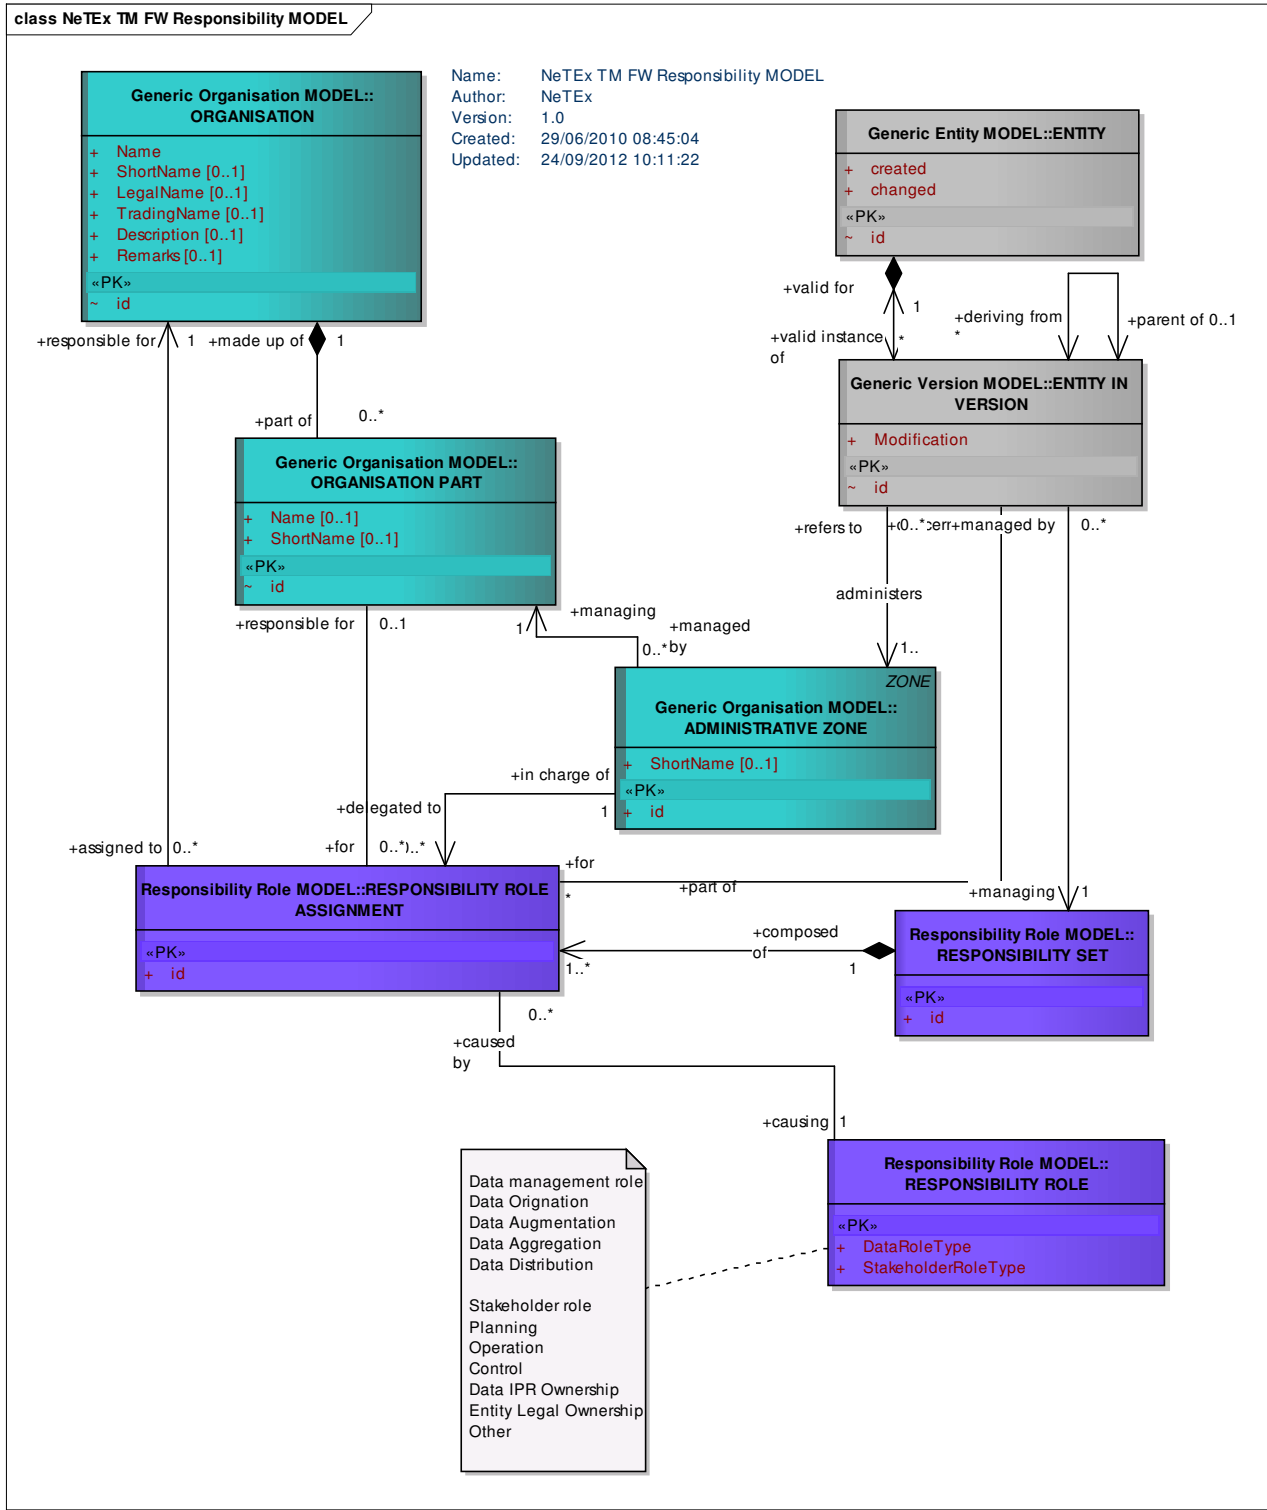 class NeTEx TM FW Responsibility MODEL
Name: NeTEx TM FW Responsibility MODEL
Author: NeTEx
Version: 1.0
Created: 29/06/2010 08:45:04
Updated: 24/09/2012 10:11:22
Generic Organisation MODEL::
ORGANISATION
+ Name
+ ShortName [0..1]
+ LegalName [0..1]
+ TradingName [0..1]
+ Description [0..1]
+ Remarks [0..1]
«PK»
~ id
Generic Entity MODEL::ENTITY
+ created
+ changed
«PK»
~ id
+valid for
1
+valid instance
of
*
+deriving from
*
+parent of 0..1
+responsible for
1
+made up of
1
+part of
0..*
Generic Version MODEL::ENTITY IN
VERSION
+ Modification
«PK»
~ id
Generic Organisation MODEL::
ORGANISATION PART
+ Name [0..1]
+ ShortName [0..1]
«PK»
~ id
+refers to
0..*
+managed by
0..*
administers
1..
+responsible for
0..1
+managing
1
+managed
by
0..*
ZONE
Generic Organisation MODEL::
ADMINISTRATIVE ZONE
+ ShortName [0..1]
«PK»
+ id
+in charge of
1
+delegated to
+assigned to
0..*
+for
0..*
+for
*
+part of
+managing
1
Responsibility Role MODEL::RESPONSIBILITY ROLE
ASSIGNMENT
«PK»
+ id
+composed
of
1
1..*
Responsibility Role MODEL::
RESPONSIBILITY SET
«PK»
+ id
0..*
+caused
by
+causing
1
Responsibility Role MODEL::
RESPONSIBILITY ROLE
«PK»
+ DataRoleType
+ StakeholderRoleType
Data management role
Data Orignation
Data Augmentation
Data Aggregation
Data Distribution
Stakeholder role
Planning
Operation
Control
Data IPR Ownership
Entity Legal Ownership
Other